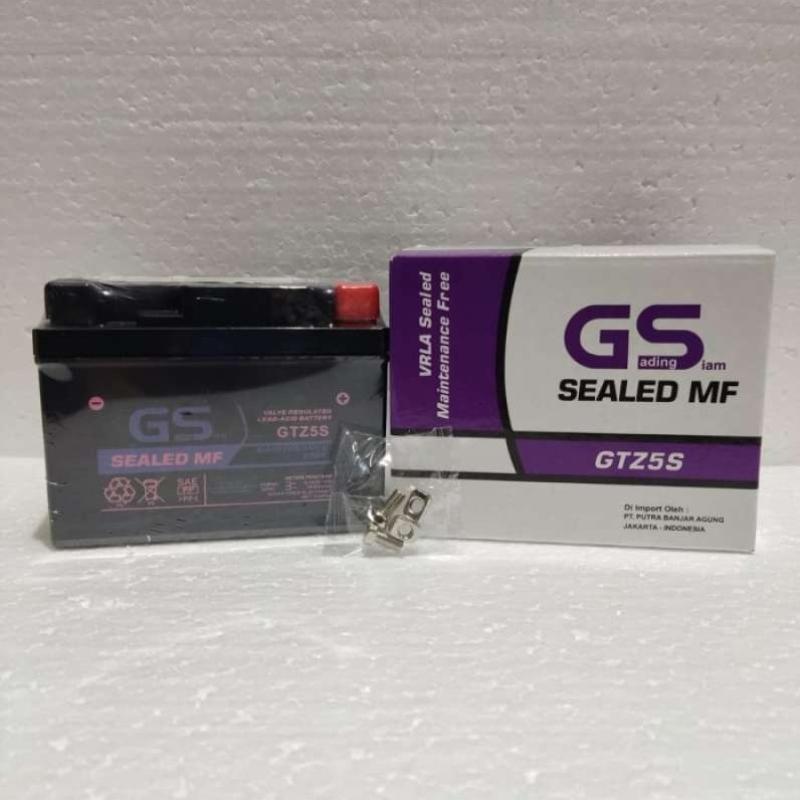 GS
VALVE REGULATED
LEAD-ACID BATTERY
GTZ5S
SEALED MF
SAE
VRLA Sealed
Maintenance Free
GS
ading iam
SEALED MF
GTZ5S
Di Import Oleh :
PT. PUTRA BANJAR AGUNG
JAKARTA - INDONESIA